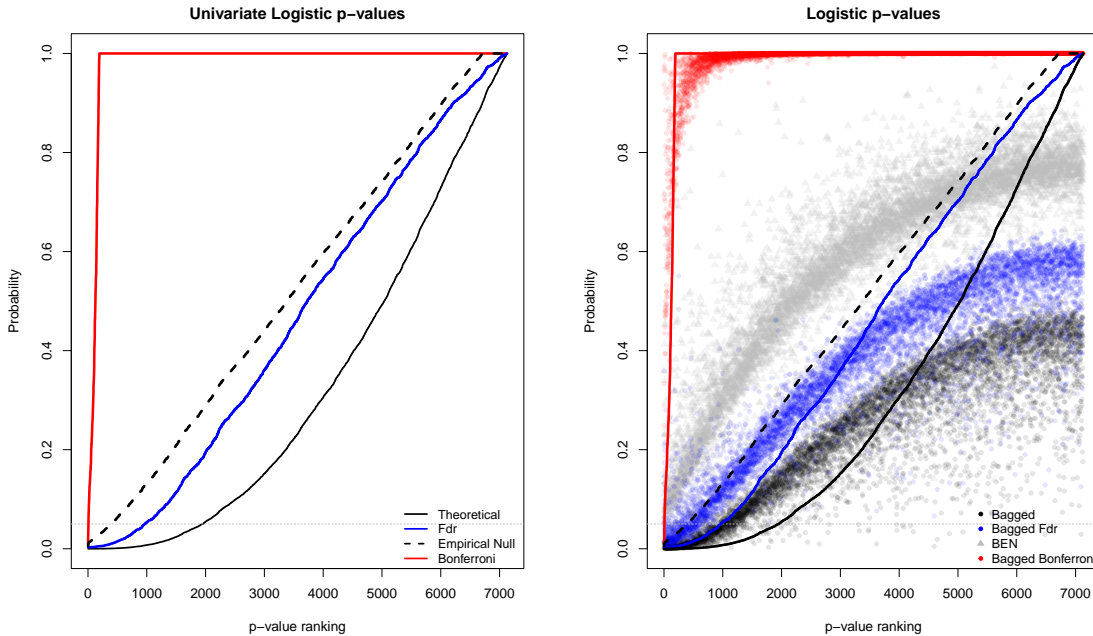 Univariate Logistic p−values
1.0
0.8
0.6
0.4
0.2
0.0
Probability
0 1000 2000 3000 4000 5000 6000 7000
p−value ranking
Theoretical
Fdr
Empirical Null
Bonferroni
Logistic p−values
1.0
0.8
0.6
0.4
0.2
0.0
Probability
0 1000 2000 3000 4000 5000 6000 7000
p−value ranking
Bagged
Bagged Fdr
BEN
Bagged Bonferroni